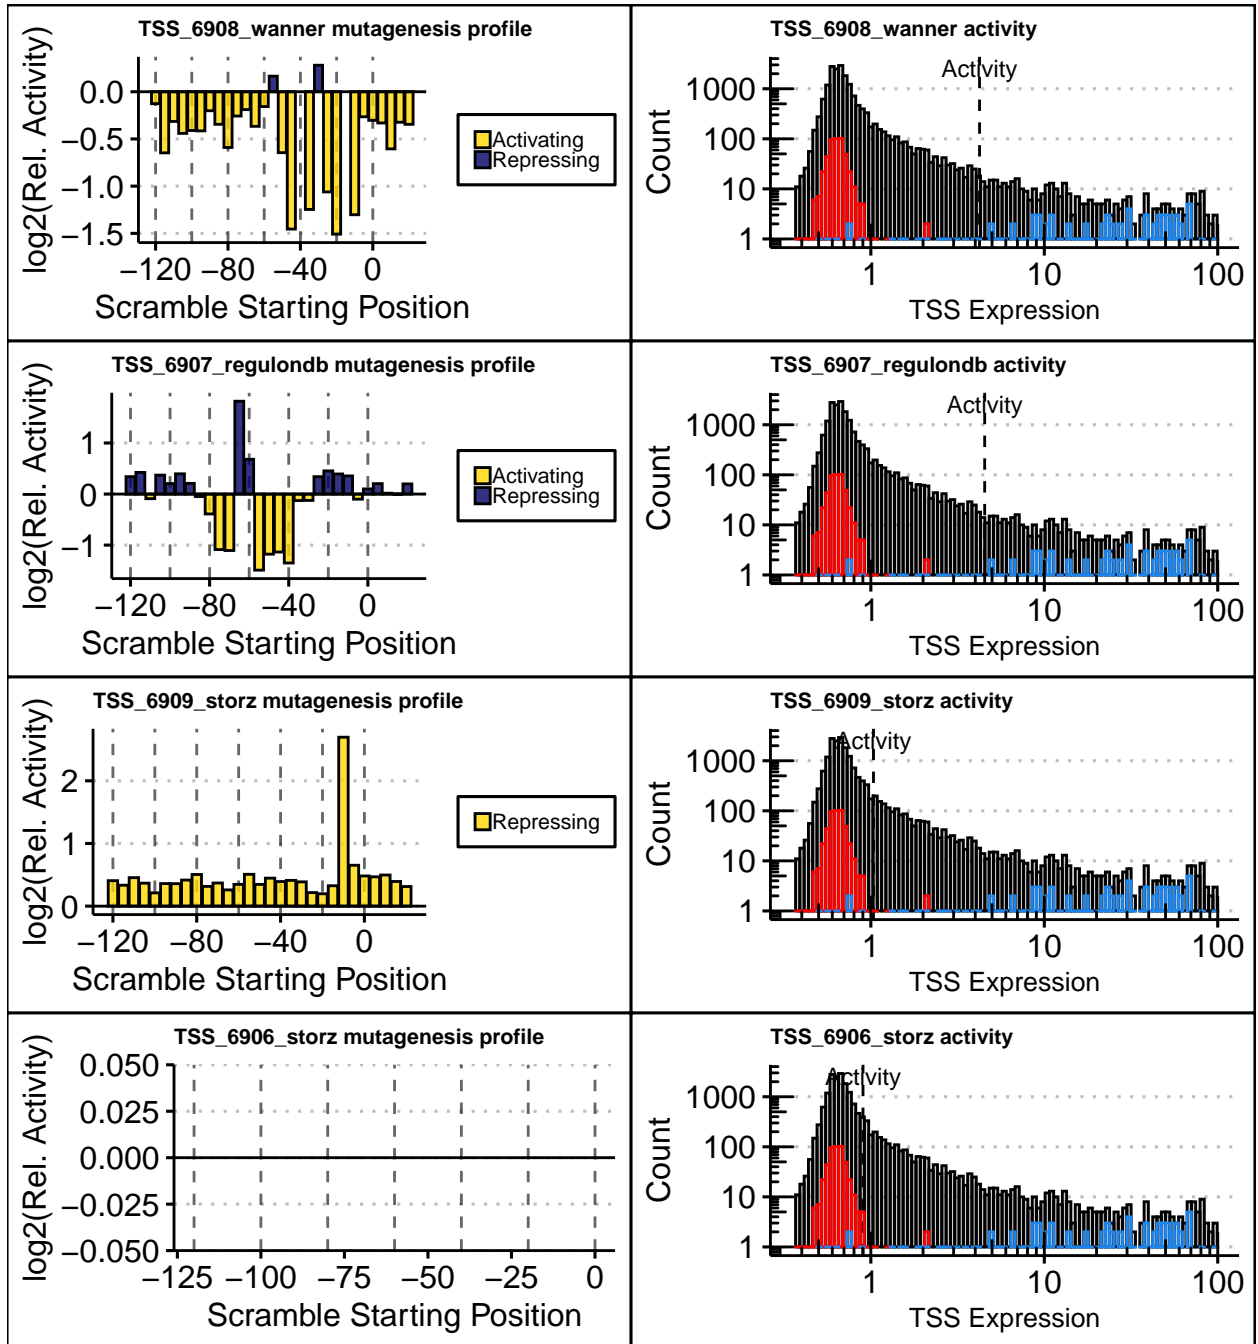 TSS_6908_wanner mutagenesis profile
log2(Rel. Activity)
0.0
−0.5
−1.0
−1.5
−120 −80 −40 0
Scramble Starting Position
Activating
Repressing
TSS_6908_wanner activity
Activity
Count
1000
100
10
1
1 10 100
TSS Expression
TSS_6907_regulondb mutagenesis profile
log2(Rel. Activity)
1
0
−1
−120 −80 −40 0
Scramble Starting Position
Activating
Repressing
TSS_6907_regulondb activity
Activity
Count
1000
100
10
1
1 10 100
TSS Expression
TSS_6909_storz mutagenesis profile
log2(Rel. Activity)
2
1
0
−120 −80 −40 0
Scramble Starting Position
Repressing
TSS_6909_storz activity
Activity
Count
1000
100
10
1
1 10 100
TSS Expression
TSS_6906_storz mutagenesis profile
log2(Rel. Activity)
0.050
0.025
0.000
−0.025
−0.050
−125 −100 −75 −50 −25 0
Scramble Starting Position
TSS_6906_storz activity
Activity
Count
1000
100
10
1
1 10 100
TSS Expression